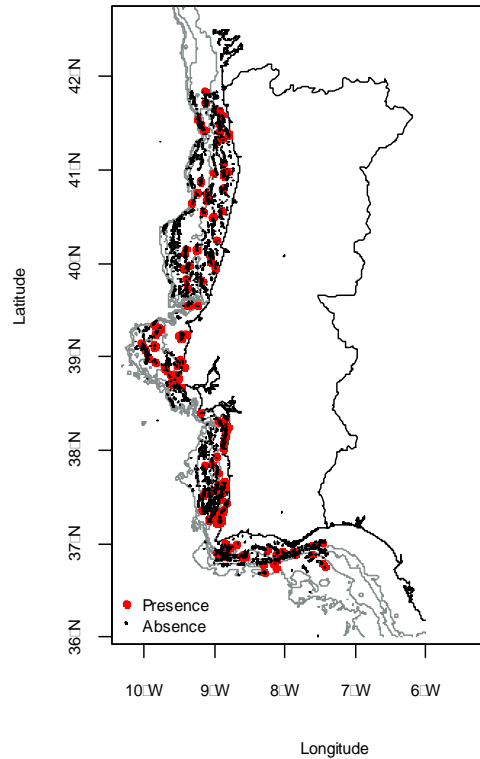 Latitude
42□N
41□N
40□N
39□N
38□N
37□N
36□N
Presence
Absence
10□W
9□W
8□W
7□W
6□W
Longitude